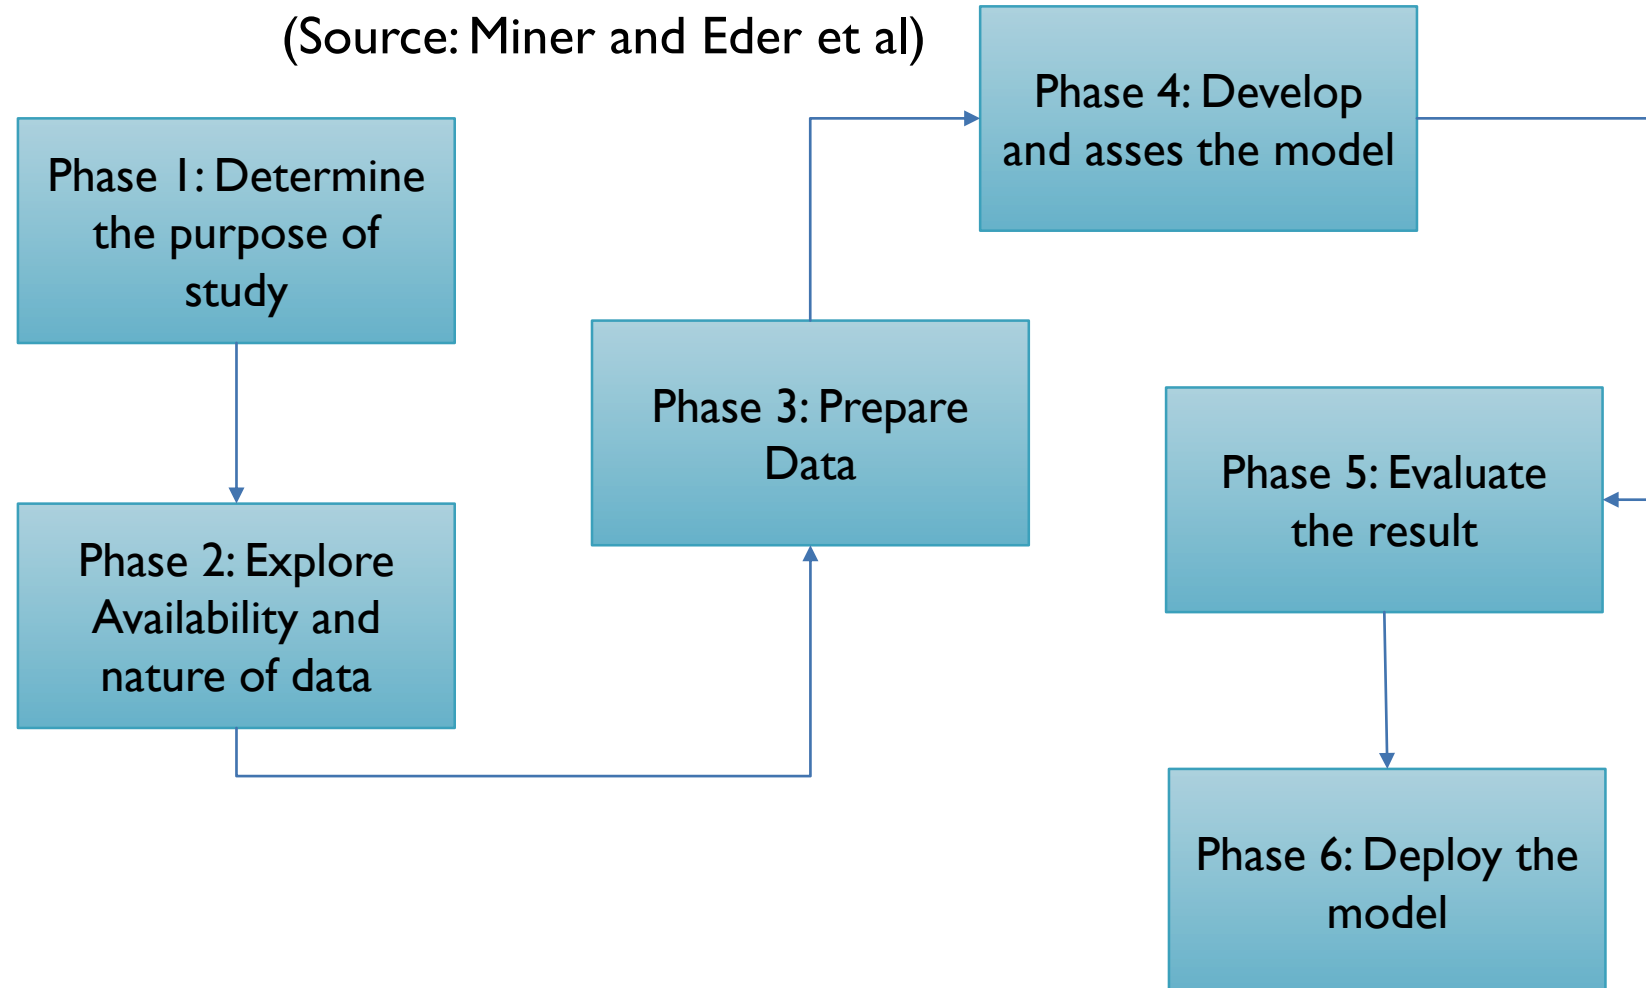 (Source: Miner and Eder et al)
Phase 1: Determine
the purpose of
study
Phase 2: Explore
Availability and
nature of data
Phase 3: Prepare
Data
Phase 4: Develop
and asses the model
Phase 5: Evaluate
the result
Phase 6: Deploy the
model